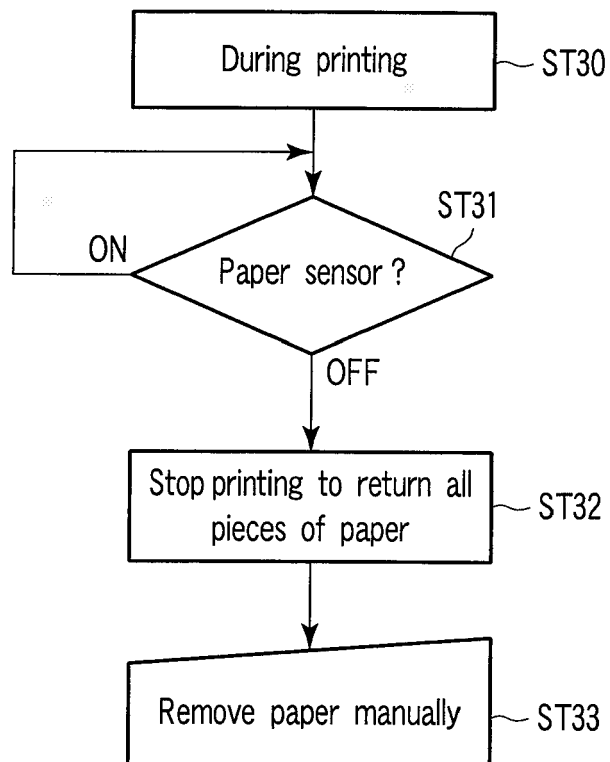 During printing
ST30
ST31
ON
Paper sensor ?
OFF
Stop printing to return all
pieces of paper
ST32
Remove paper manually
ST33